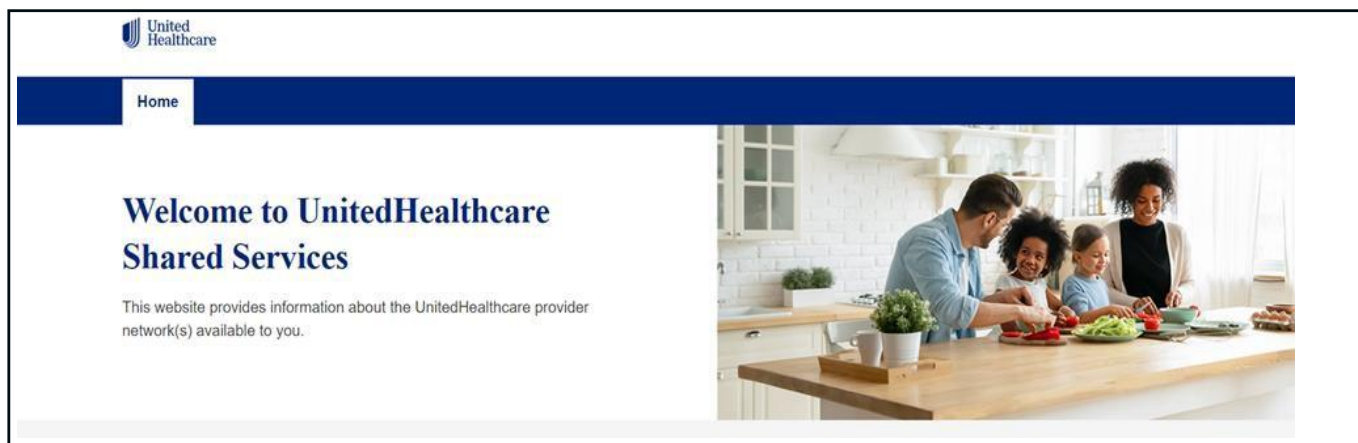 United
Healthcare
Home
Welcome to UnitedHealthcare
Shared Services
This website provides information about the UnitedHealthcare provider
network(s) available to you.